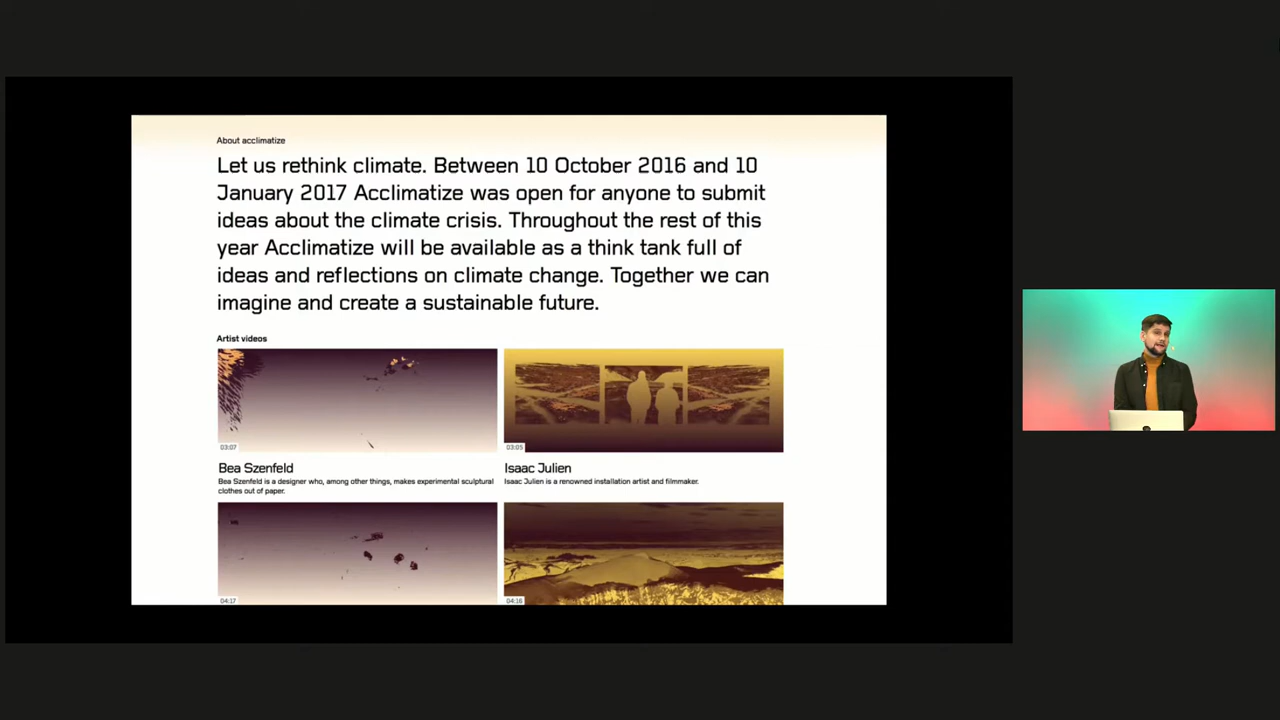 About acclimatize
Let us rethink climate. Between 10 October 2016 and 10
January 2017 Acclimatize was open for anyone to submit
ideas about the climate crisis. Throughout the rest of this
year Acclimatize will be available as a think tank full of
ideas and reflections on climate change. Together we can
imagine and create a sustainable future.
Artist videos
03:07
03:05
Bea Szenfeld
Bea Szenfeld is a designer who, among other things, makes experimental sculptural
clothes out of paper.
Isaac Julien
Isaac Julien is a renowned installation artist and filmmaker.
04:17
04:16